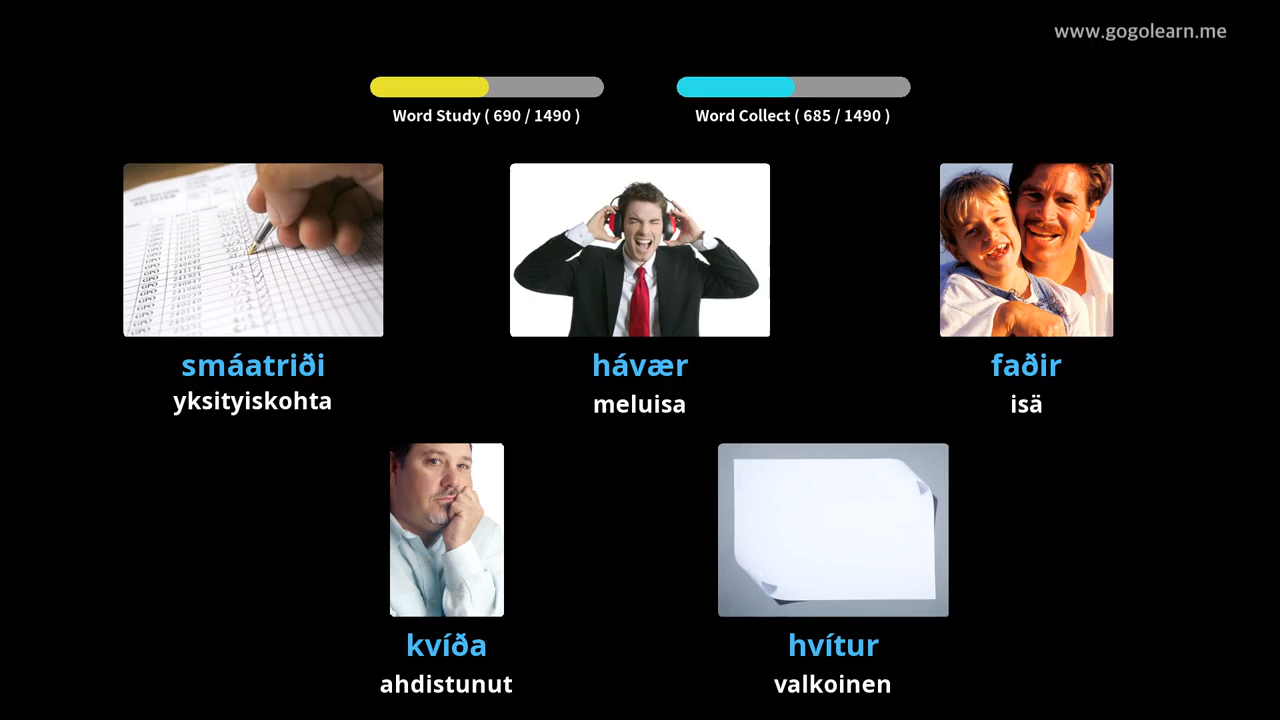 www.gogolearn.me
Word Study ( 690 / 1490 )
Word Collect ( 685 / 1490 )
smáatriði
yksityiskohta
hávær
meluisa
faðir
isä
kvíða
ahdistunut
hvítur
valkoinen